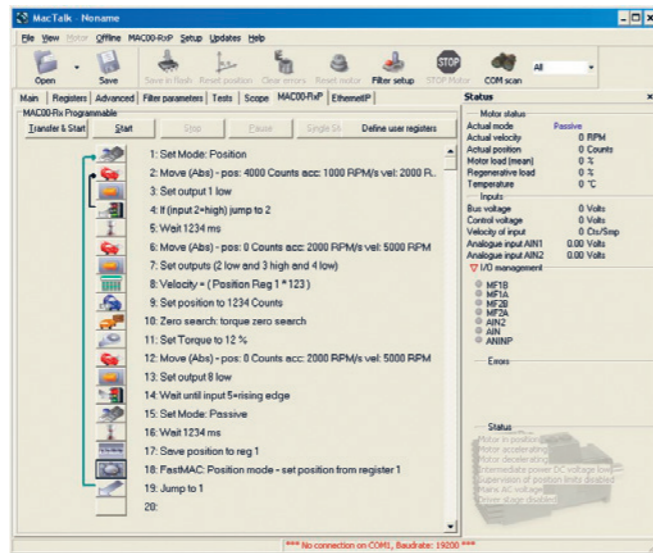 MacTalk - Noname
File View Motor Offline MAC00-RxP Setup Updates Help
Open Save Save in flash Reset position Clear errors Reset motor Filter setup STOP Motor COM scan All
STOP
Main Registers Advanced Filter parameters Tests Scope MAC00-RxP EthernetIP
MAC00-Rx Programmable
Transfer & Start Start Stop Pause Single St Define user registers
1: Set Mode: Position
2: Move (Abs) - pos: 4000 Counts acc: 1000 RPM/s vel: 2000 R..
3: Set output 1 low
4: If (input 2=high) jump to 2
5: Wait 1234 ms
6: Move (Abs) - pos: 0 Counts acc: 2000 RPM/s vel: 5000 RPM
7: Set outputs (2 low and 3 high and 4 low)
8: Velocity = ( Position Reg 1 * 123 )
9: Set position to 1234 Counts
10: Zero search: torque zero search
11: Set Torque to 12 %
12: Move (Abs) - pos: 0 Counts acc: 2000 RPM/s vel: 5000 RPM
13: Set output 8 low
14: Wait until input 5=rising edge
15: Set Mode: Passive
16: Wait 1234 ms
17: Save position to reg 1
18: FastMAC: Position mode - set position from register 1
19: Jump to 1
20:
Status x
Motor status
Actual mode Passive
Actual velocity 0 RPM
Actual position 0 Counts
Motor load (mean) 0 %
Regenerative load 0 %
Temperature 0 °C
Inputs
Bus voltage 0 Volts
Control voltage 0 Volts
Velocity of input 0 Cts/Smp
Analogue input AIN1 0.00 Volts
Analogue input AIN2 0.00 Volts
I/O management
MF1B
MF1A
MF2B
MF2A
AIN2
AIN
ANINP
Errors
Status
Motor in position
Motor accelerating
Motor decelerating
Intermediate power DC voltage low
Supervision of position limits disabled
Mains AC voltage
Driver stage disabled
*** No connection on COM1, Baudrate: 19200 ***